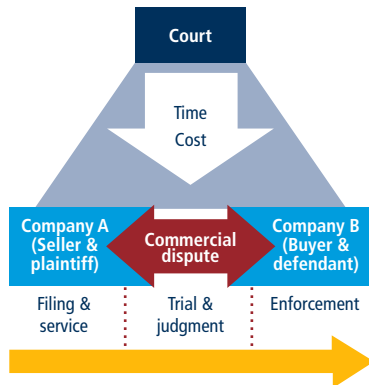 Court
Time
Cost
Company A
(Seller &
plaintiff)
Commercial
dispute
Company B
(Buyer &
defendant)
Filing &
service
Trial &
judgment
Enforcement